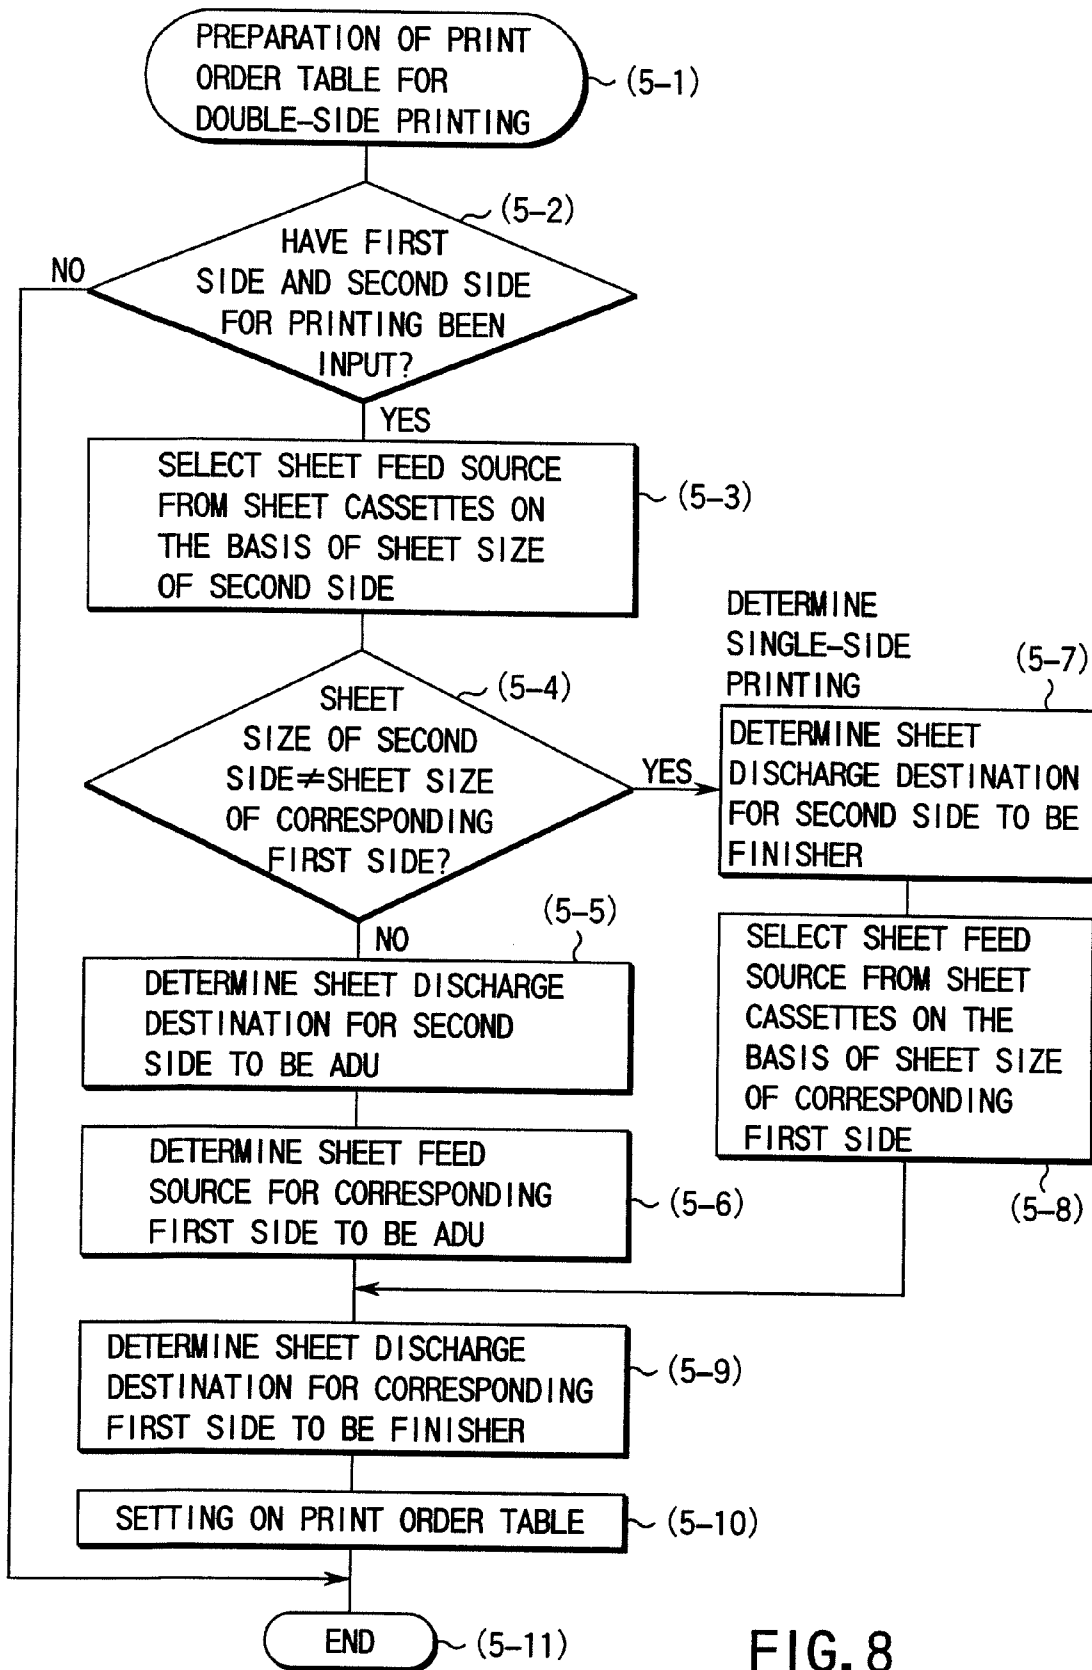 PREPARATION OF PRINT
ORDER TABLE FOR
DOUBLE-SIDE PRINTING
(5-1)
(5-2)
HAVE FIRST
SIDE AND SECOND SIDE
FOR PRINTING BEEN
INPUT?
NO
YES
SELECT SHEET FEED SOURCE
FROM SHEET CASSETTES ON
THE BASIS OF SHEET SIZE
OF SECOND SIDE
(5-3)
(5-4)
SHEET
SIZE OF SECOND
SIDE≠SHEET SIZE
OF CORRESPONDING
FIRST SIDE?
YES
NO
DETERMINE
SINGLE-SIDE
PRINTING
(5-7)
DETERMINE SHEET
DISCHARGE DESTINATION
FOR SECOND SIDE TO BE
FINISHER
(5-5)
DETERMINE SHEET DISCHARGE
DESTINATION FOR SECOND
SIDE TO BE ADU
SELECT SHEET FEED
SOURCE FROM SHEET
CASSETTES ON THE
BASIS OF SHEET SIZE
OF CORRESPONDING
FIRST SIDE
(5-8)
DETERMINE SHEET FEED
SOURCE FOR CORRESPONDING
FIRST SIDE TO BE ADU
(5-6)
DETERMINE SHEET DISCHARGE
DESTINATION FOR CORRESPONDING
FIRST SIDE TO BE FINISHER
(5-9)
SETTING ON PRINT ORDER TABLE
(5-10)
END
(5-11)
FIG. 8